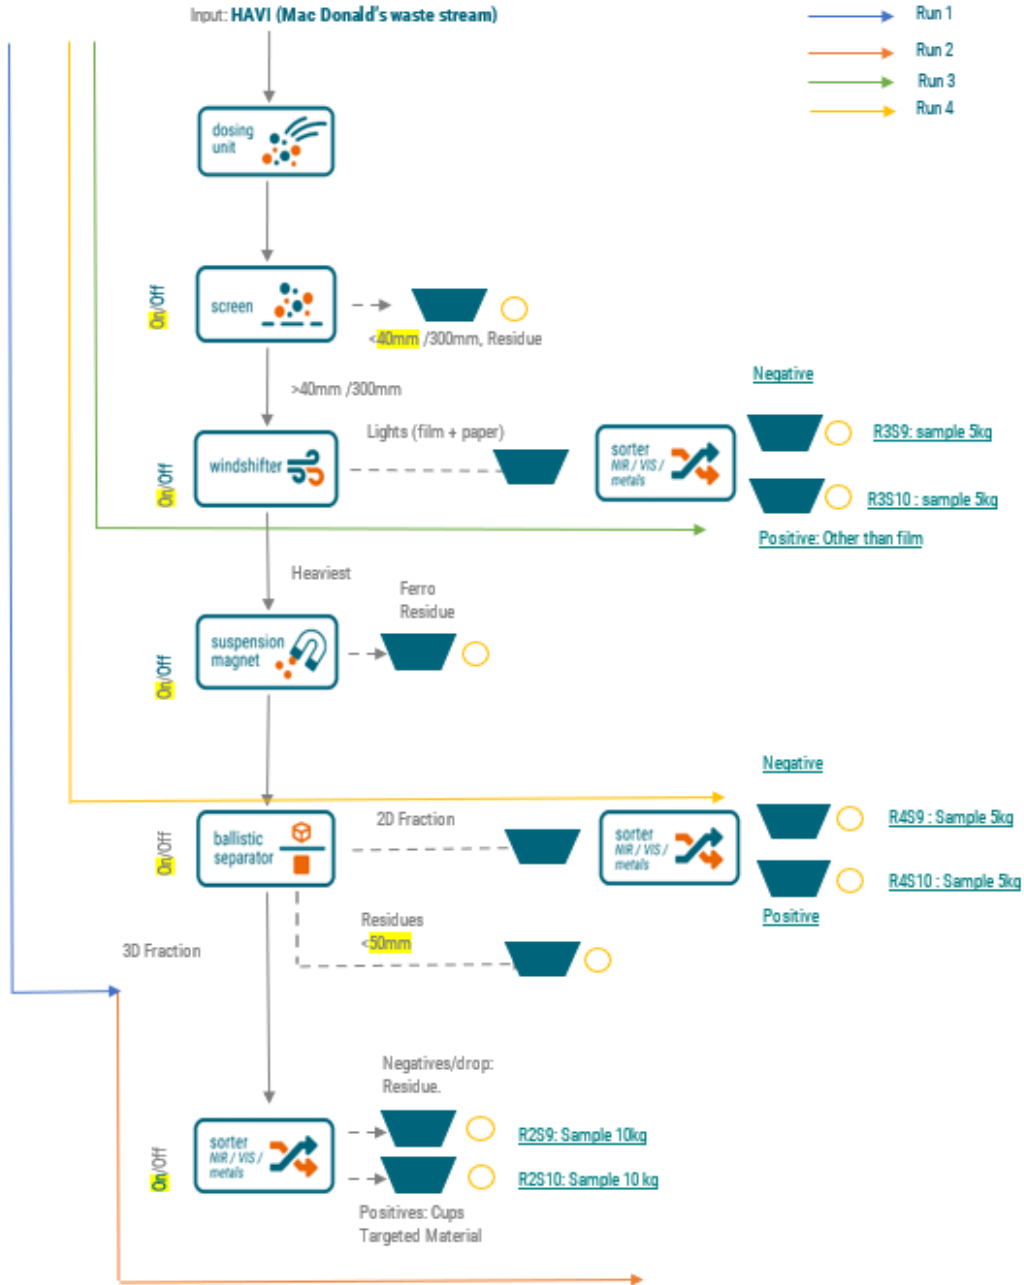 Input: HAVI (Mac Donald's waste stream)
Run 1
Run 2
Run 3
Run 4
dosing
unit
On/Off
screen
<40mm /300mm, Residue
>40mm /300mm
Negative
Lights (film + paper)
On/Off
windshifter
sorter
NIR / VIS /
metals
R3S9: sample 5kg
R3S10 : sample 5kg
Positive: Other than film
Heaviest
Ferro
Residue
On/Off
suspension
magnet
Negative
On/Off
ballistic
separator
2D Fraction
sorter
NIR / VIS /
metals
R4S9 : Sample 5kg
R4S10 : Sample 5kg
Positive
Residues
<50mm
3D Fraction
Negatives/drop:
Residue.
On/Off
sorter
NIR / VIS /
metals
R2S9: Sample 10kg
R2S10: Sample 10 kg
Positives: Cups
Targeted Material